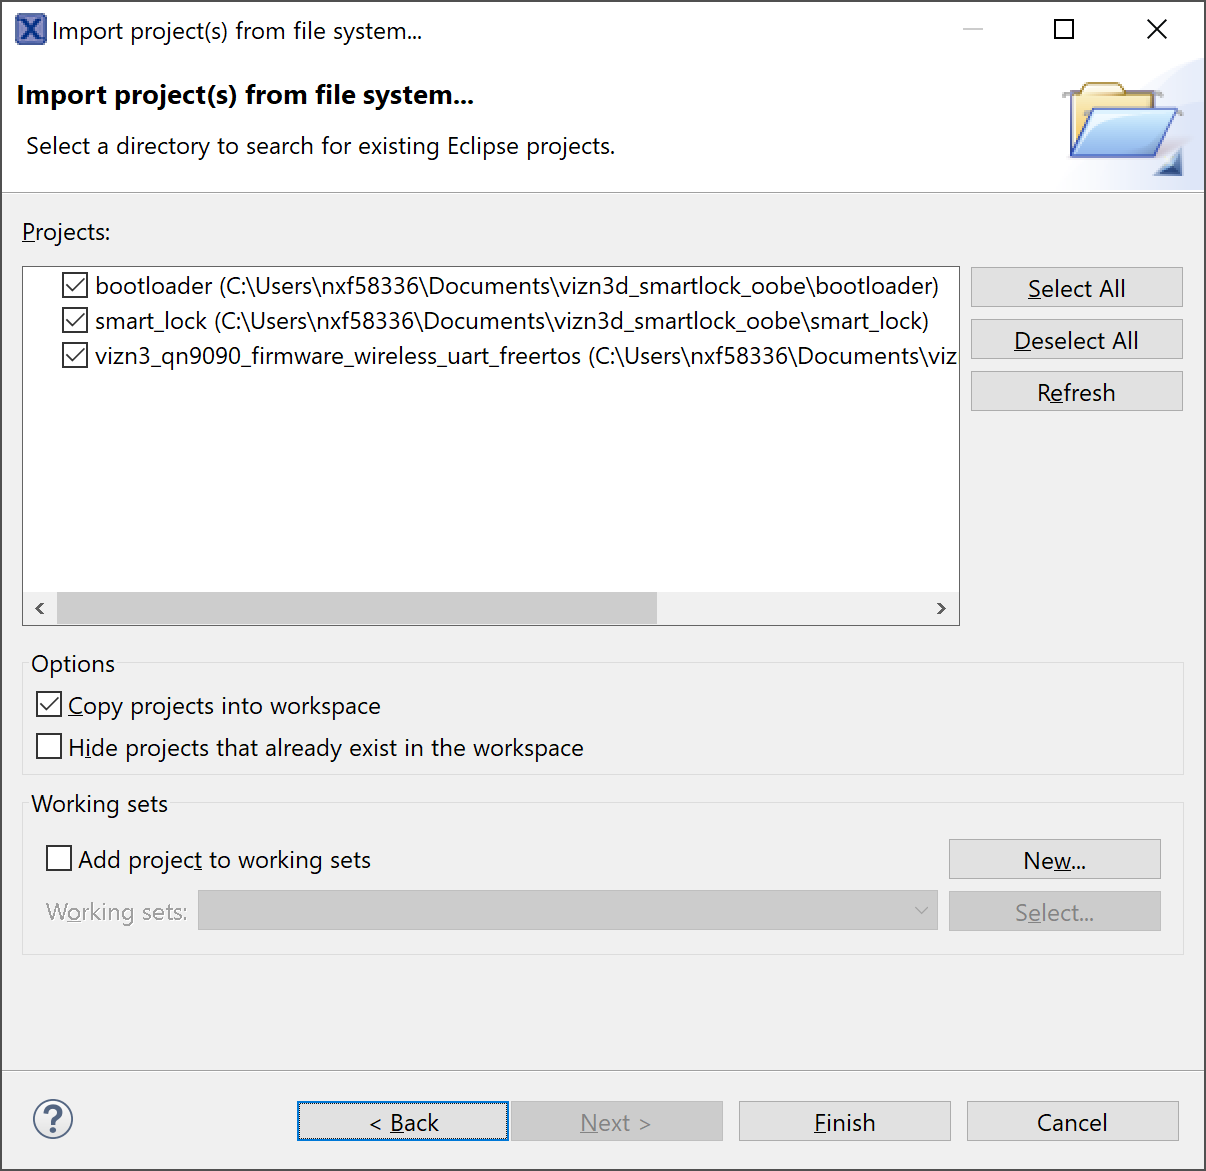 Import project(s) from file system...
Import project(s) from file system...
Select a directory to search for existing Eclipse projects.
Projects:
bootloader (C:\Users\nxf58336\Documents\vizn3d_smartlock_oobe\bootloader)
smart_lock (C:\Users\nxf58336\Documents\vizn3d_smartlock_oobe\smart_lock)
vizn3_qn9090_firmware_wireless_uart_freertos (C:\Users\nxf58336\Documents\viz
Select All
Deselect All
Refresh
Options
Copy projects into workspace
Hide projects that already exist in the workspace
Working sets
Add project to working sets
New...
Working sets:
Select...
?
< Back
Next >
Finish
Cancel